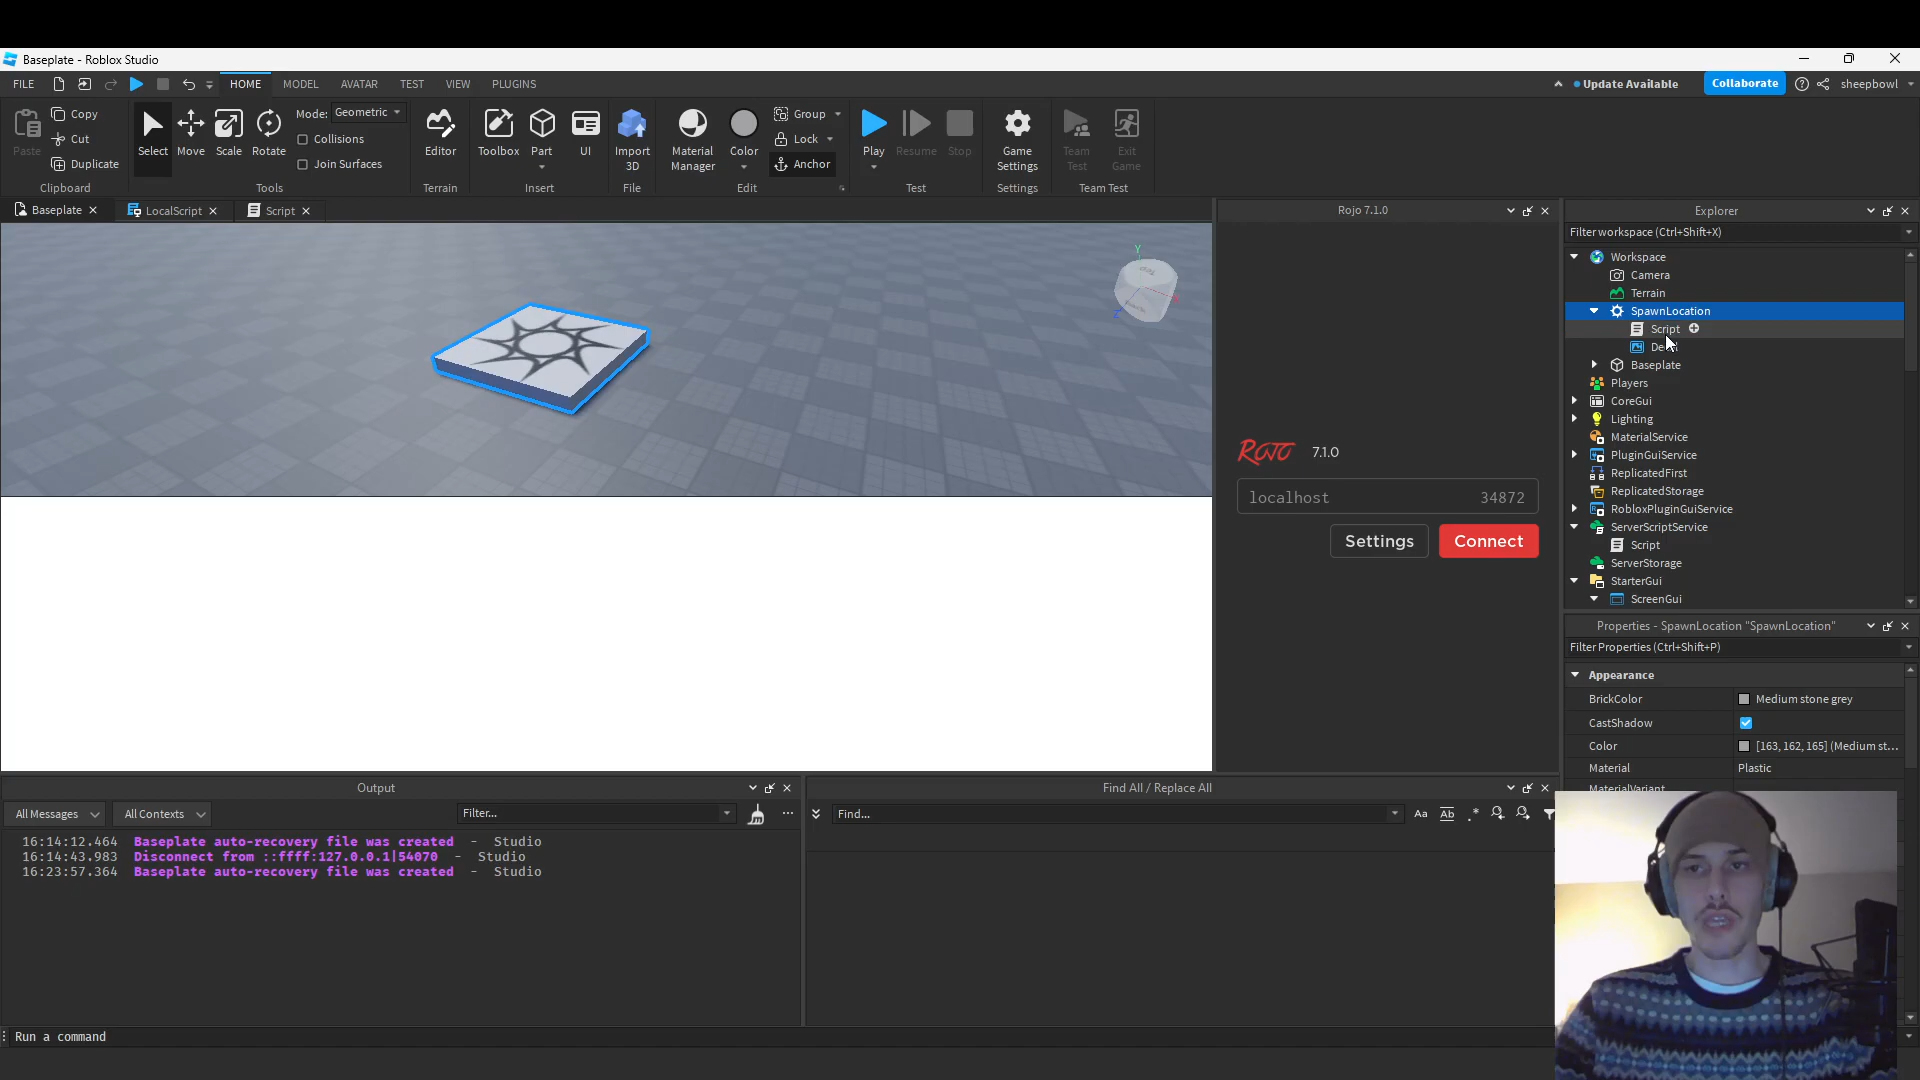 Baseplate - Roblox Studio
FILE HOME MODEL AVATAR TEST VIEW PLUGINS Update Available Collaborate sheepbowl
Paste Copy Cut Duplicate Clipboard
Select Move Scale Rotate Mode: Geometric Collisions Join Surfaces Tools
Editor Terrain
Toolbox Part UI Insert
Import 3D File
Material Manager Color Group Lock Anchor Edit
Play Resume Stop Test
Game Settings Settings
Team Test Exit Game Team Test
Baseplate LocalScript Script
Y
Z
Rojo 7.1.0
ROJO 7.1.0
localhost 34872
Settings Connect
Explorer
Filter workspace (Ctrl+Shift+X)
Workspace
Camera
Terrain
SpawnLocation
Script
Baseplate
Players
CoreGui
Lighting
MaterialService
PluginGuiService
ReplicatedFirst
ReplicatedStorage
RobloxPluginGuiService
ServerScriptService
Script
ServerStorage
StarterGui
ScreenGui
Properties - SpawnLocation "SpawnLocation"
Filter Properties (Ctrl+Shift+P)
Appearance
BrickColor Medium stone grey
CastShadow
Color [163, 162, 165] (Medium st...
Material Plastic
MaterialVariant
Output
All Messages All Contexts Filter...
16:14:12.464 Baseplate auto-recovery file was created - Studio
16:14:43.983 Disconnect from ::ffff:127.0.0.1|54070 - Studio
16:23:57.364 Baseplate auto-recovery file was created - Studio
Find All / Replace All
Find... Aa Ab .*
Run a command